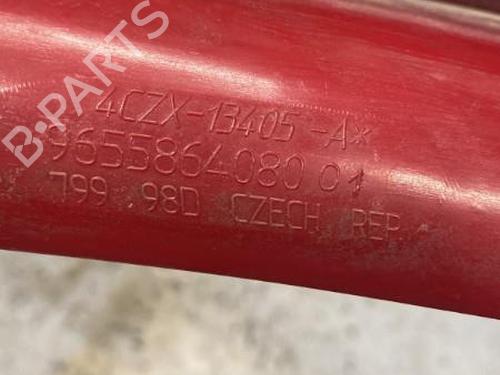 4CZX-13405-A*
9655864080 01
799.98D CZECH REP
B-PARTS